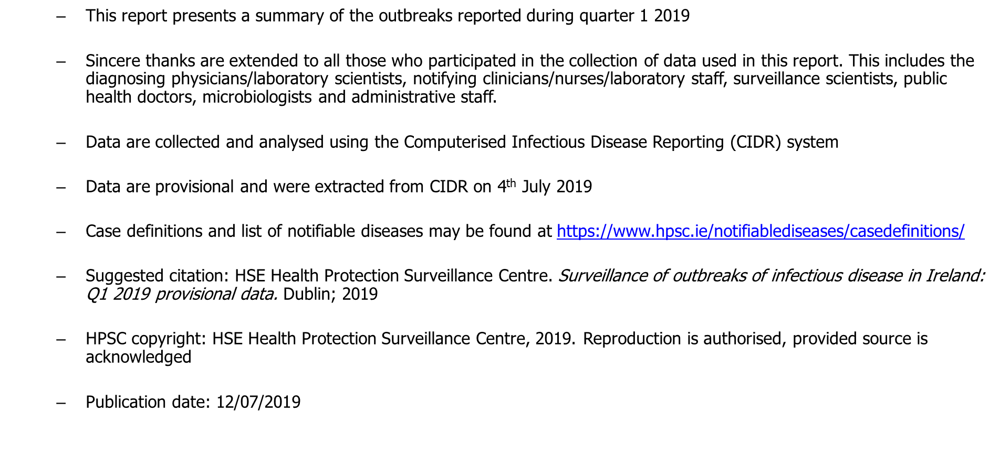 – This report presents a summary of the outbreaks reported during quarter 1 2019
– Sincere thanks are extended to all those who participated in the collection of data used in this report. This includes the
diagnosing physicians/laboratory scientists, notifying clinicians/nurses/laboratory staff, surveillance scientists, public
health doctors, microbiologists and administrative staff.
– Data are collected and analysed using the Computerised Infectious Disease Reporting (CIDR) system
– Data are provisional and were extracted from CIDR on 4th July 2019
– Case definitions and list of notifiable diseases may be found at https://www.hpsc.ie/notifiablediseases/casedefinitions/
– Suggested citation: HSE Health Protection Surveillance Centre. Surveillance of outbreaks of infectious disease in Ireland:
Q1 2019 provisional data. Dublin; 2019
– HPSC copyright: HSE Health Protection Surveillance Centre, 2019. Reproduction is authorised, provided source is
acknowledged
– Publication date: 12/07/2019